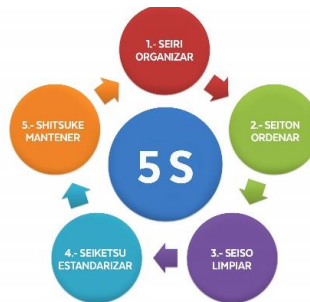 1.- SEIRI
ORGANIZAR
2.- SEITON
ORDENAR
3.- SEISO
LIMPIAR
4.- SEIKETSU
ESTANDARIZAR
5.- SHITSUKE
MANTENER
5 S